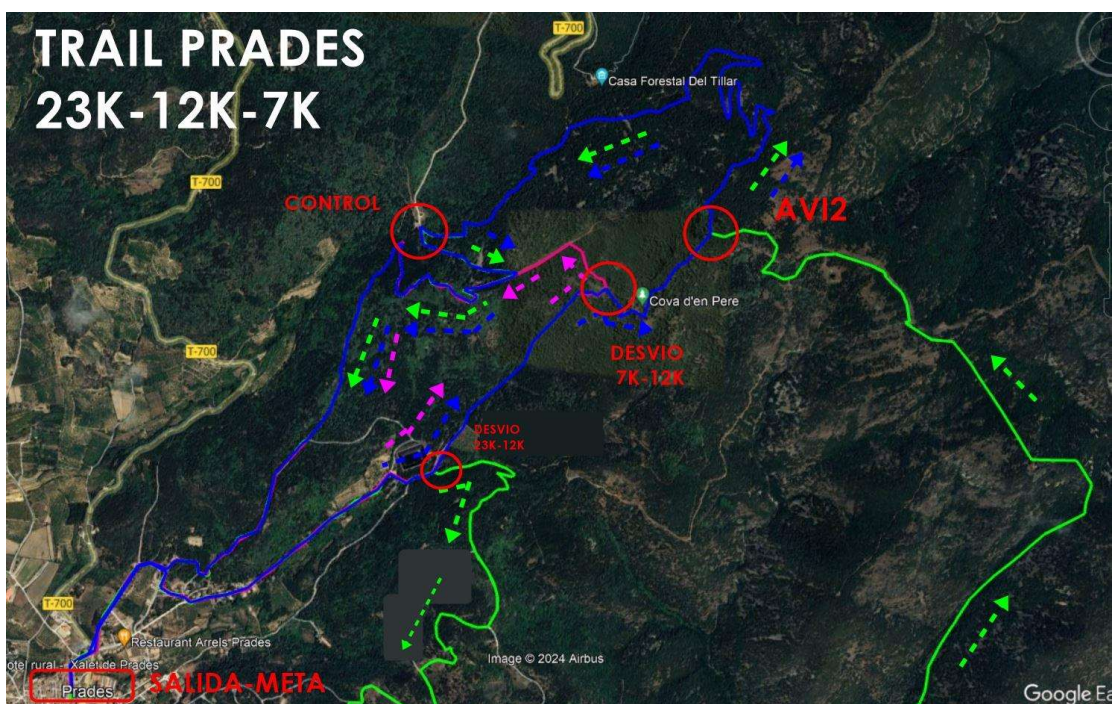 TRAIL PRADES
23K-12K-7K
Casa Forestal Del Tillar
T-700
T-700
CONTROL
AVI2
Cova d'en Pere
T-700
DESVIO
7K-12K
DESVIO
23K-12K
T-700
Restaurant Arrels Prades
otel rural - Xalet de Prades
Prades
SALIDA-META
Image © 2024 Airbus
Google Ea